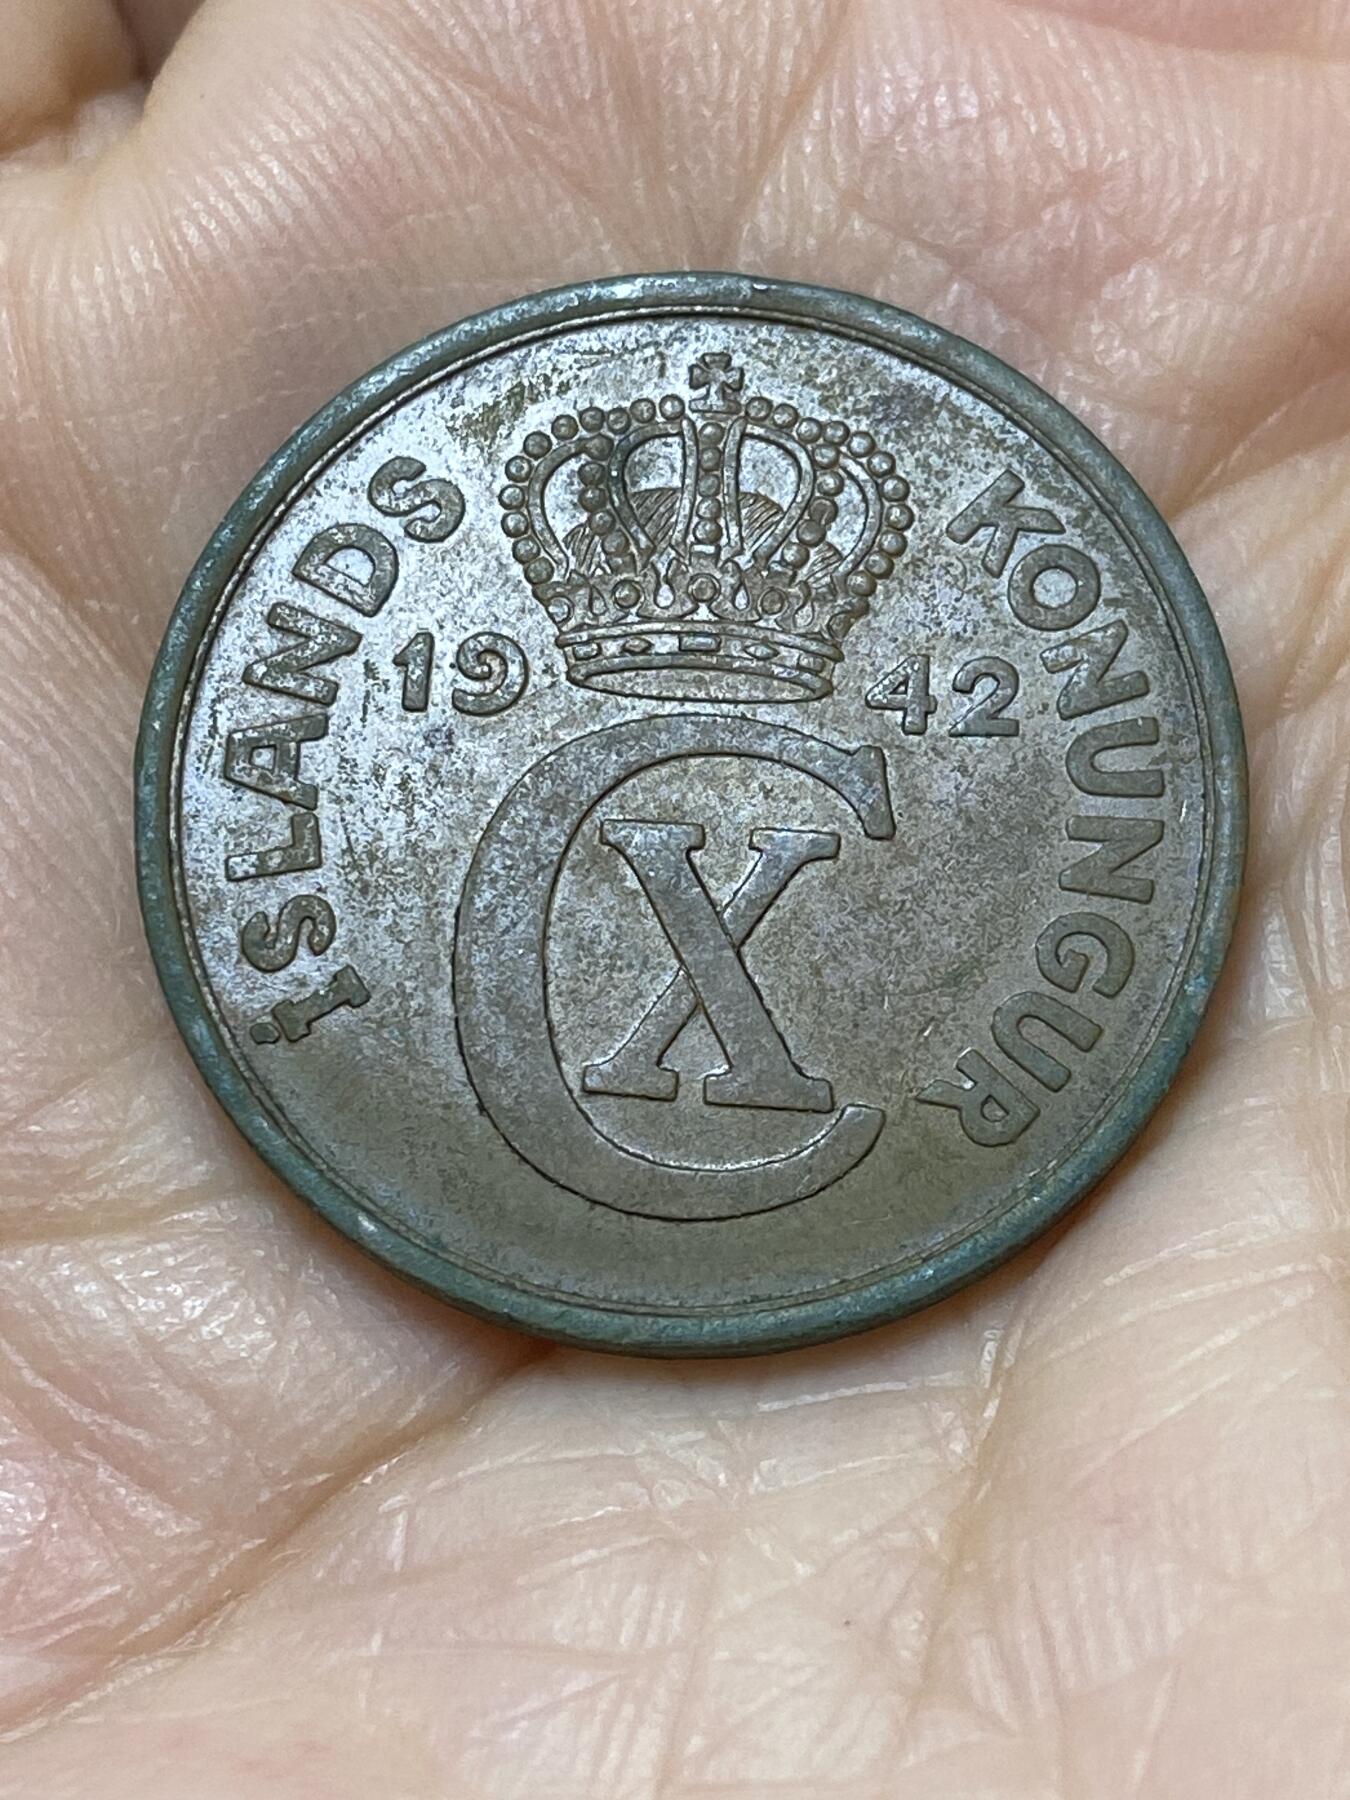 ÍSLANDS KONUNGUR
19 42
CX